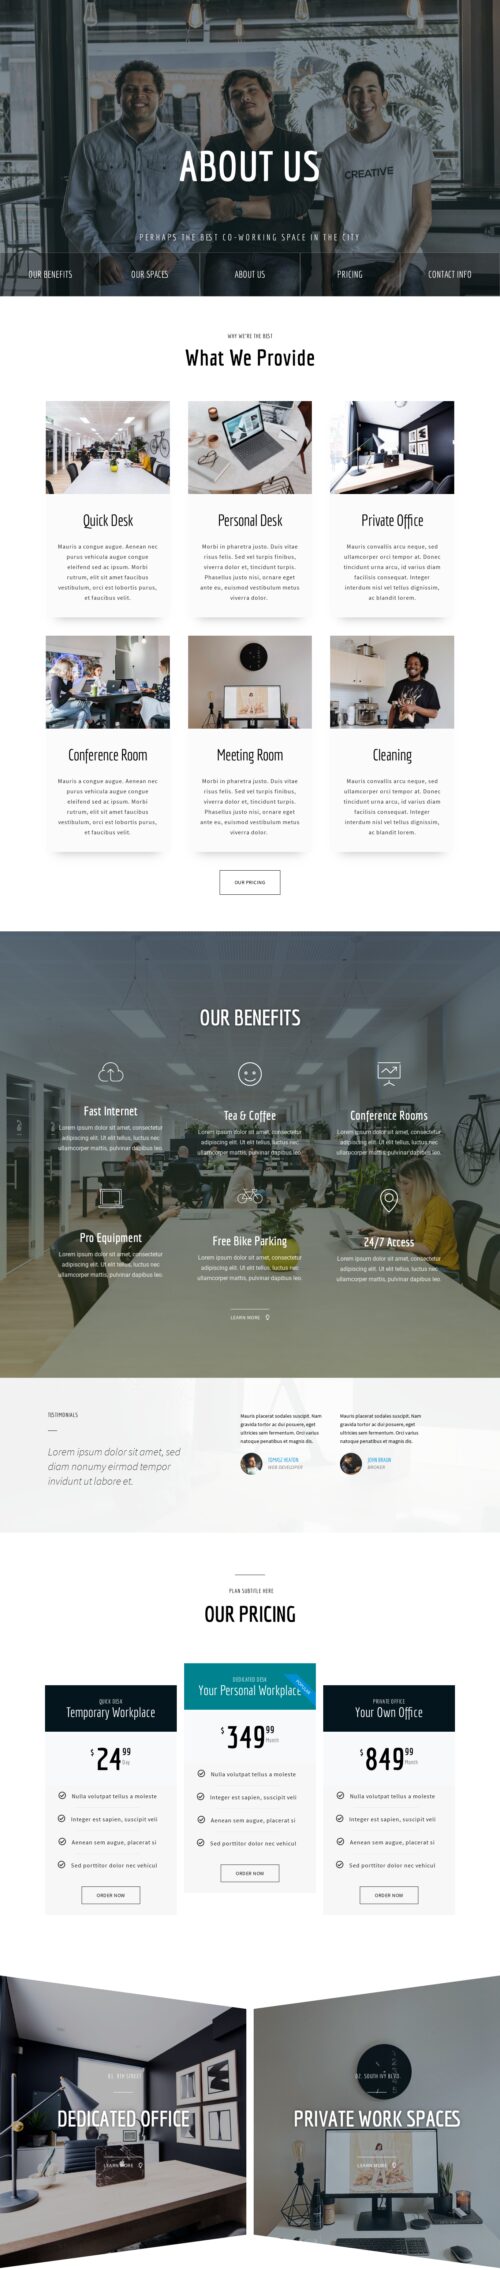 ABOUT US
CREATIVE
PERHAPS THE BEST CO-WORKING SPACE IN THE CITY
OUR BENEFITS
OUR SPACES
ABOUT US
PRICING
CONTACT INFO
WHY WE'RE THE BEST
What We Provide
Quick Desk
Mauris a congue augue. Aenean nec
purus vehicula augue congue
eleifend sed ac ipsum. Morbi
rutrum, elit sit amet faucibus
vestibulum, orci est lobortis purus,
et faucibus velit.
Personal Desk
Morbi in pharetra justo. Duis vitae
risus felis. Sed vel turpis finibus,
viverra dolor et, tincidunt turpis.
Phasellus justo nisi, ornare eget
ante eu, euismod vestibulum metus
viverra dolor.
Private Office
Mauris convallis arcu neque, sed
ullamcorper orci tempor at. Donec
tincidunt urna arcu, id varius diam
facilisis consequat. Integer
interdum nisl vel tellus dignissim,
ac blandit lorem.
Conference Room
Mauris a congue augue. Aenean nec
purus vehicula augue congue
eleifend sed ac ipsum. Morbi
rutrum, elit sit amet faucibus
vestibulum, orci est lobortis purus,
et faucibus velit.
Meeting Room
Morbi in pharetra justo. Duis vitae
risus felis. Sed vel turpis finibus,
viverra dolor et, tincidunt turpis.
Phasellus justo nisi, ornare eget
ante eu, euismod vestibulum metus
viverra dolor.
Cleaning
Mauris convallis arcu neque, sed
ullamcorper orci tempor at. Donec
tincidunt urna arcu, id varius diam
facilisis consequat. Integer
interdum nisl vel tellus dignissim,
ac blandit lorem.
OUR PRICING
OUR BENEFITS
Fast Internet
Lorem ipsum dolor sit amet, consectetur
adipiscing elit. Ut elit tellus, luctus nec
ullamcorper mattis, pulvinar dapibus leo.
Tea & Coffee
Lorem ipsum dolor sit amet, consectetur
adipiscing elit. Ut elit tellus, luctus nec
ullamcorper mattis, pulvinar dapibus leo.
Conference Rooms
Lorem ipsum dolor sit amet, consectetur
adipiscing elit. Ut elit tellus, luctus nec
ullamcorper mattis, pulvinar dapibus leo.
Pro Equipment
Lorem ipsum dolor sit amet, consectetur
adipiscing elit. Ut elit tellus, luctus nec
ullamcorper mattis, pulvinar dapibus leo.
Free Bike Parking
Lorem ipsum dolor sit amet, consectetur
adipiscing elit. Ut elit tellus, luctus nec
ullamcorper mattis, pulvinar dapibus leo.
24/7 Access
Lorem ipsum dolor sit amet, consectetur
adipiscing elit. Ut elit tellus, luctus nec
ullamcorper mattis, pulvinar dapibus leo.
LEARN MORE
TESTIMONIALS
Lorem ipsum dolor sit amet, sed
diam nonumy eirmod tempor
invidunt ut labore et.
Mauris placerat sodales suscipit. Nam
gravida tortor ac dui posuere, eget
ultricies sem fermentum. Orci varius
natoque penatibus et magnis dis.
TOMASZ HEATON
WEB DEVELOPER
Mauris placerat sodales suscipit. Nam
gravida tortor ac dui posuere, eget
ultricies sem fermentum. Orci varius
natoque penatibus et magnis dis.
JOHN BRAUN
BROKER
PLAN SUBTITLE HERE
OUR PRICING
QUICK DESK
Temporary Workplace
$24 99
Day
Nulla volutpat tellus a moleste
Integer est sapien, suscipit veli
Aenean sem augue, placerat si
Sed porttitor dolor nec vehicul
ORDER NOW
DEDICATED DESK
Your Personal Workplace
POPULAR
$349 99
Month
Nulla volutpat tellus a moleste
Integer est sapien, suscipit veli
Aenean sem augue, placerat si
Sed porttitor dolor nec vehicul
ORDER NOW
PRIVATE OFFICE
Your Own Office
$849 99
Month
Nulla volutpat tellus a moleste
Integer est sapien, suscipit veli
Aenean sem augue, placerat si
Sed porttitor dolor nec vehicul
ORDER NOW
DEDICATED OFFICE
LEARN MORE
02. SOUTH IVY BLVD.
PRIVATE WORK SPACES
LEARN MORE